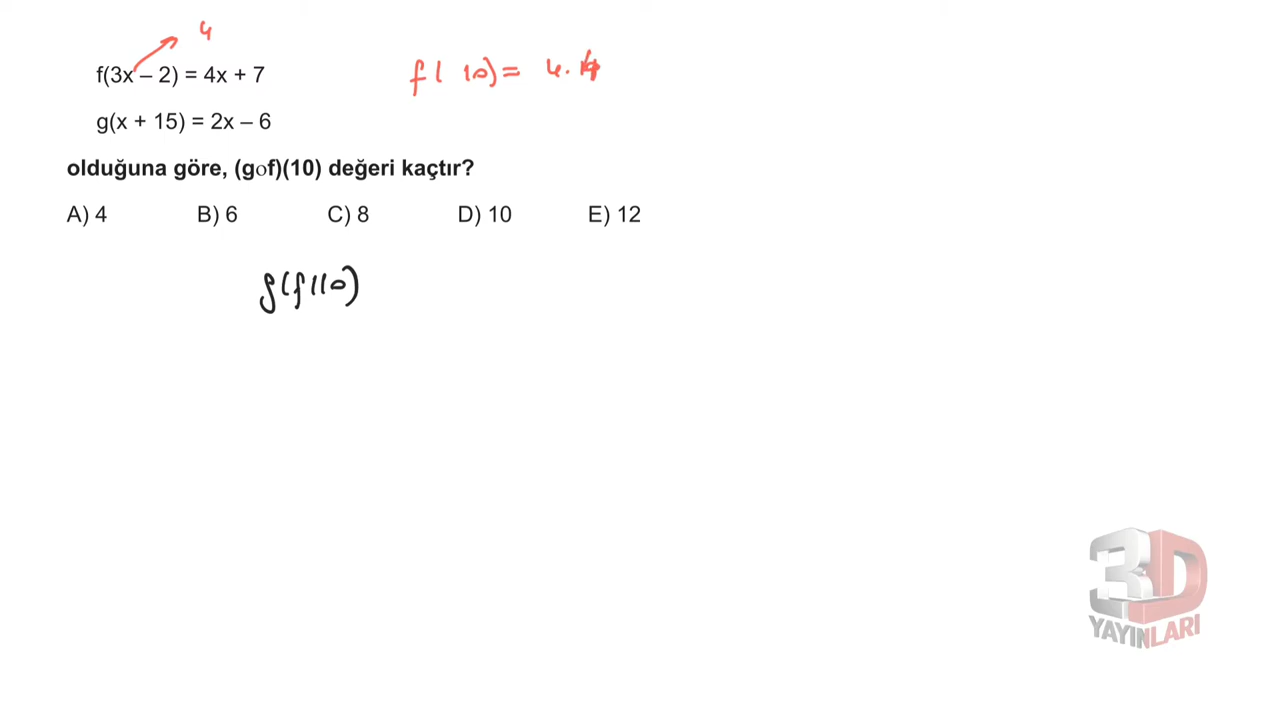 4
f(3x – 2) = 4x + 7
f( 10) = 4.4
g(x + 15) = 2x – 6
olduğuna göre, (gof)(10) değeri kaçtır?
A) 4 B) 6 C) 8 D) 10 E) 12
g(f(10)
3D
YAYINLARI